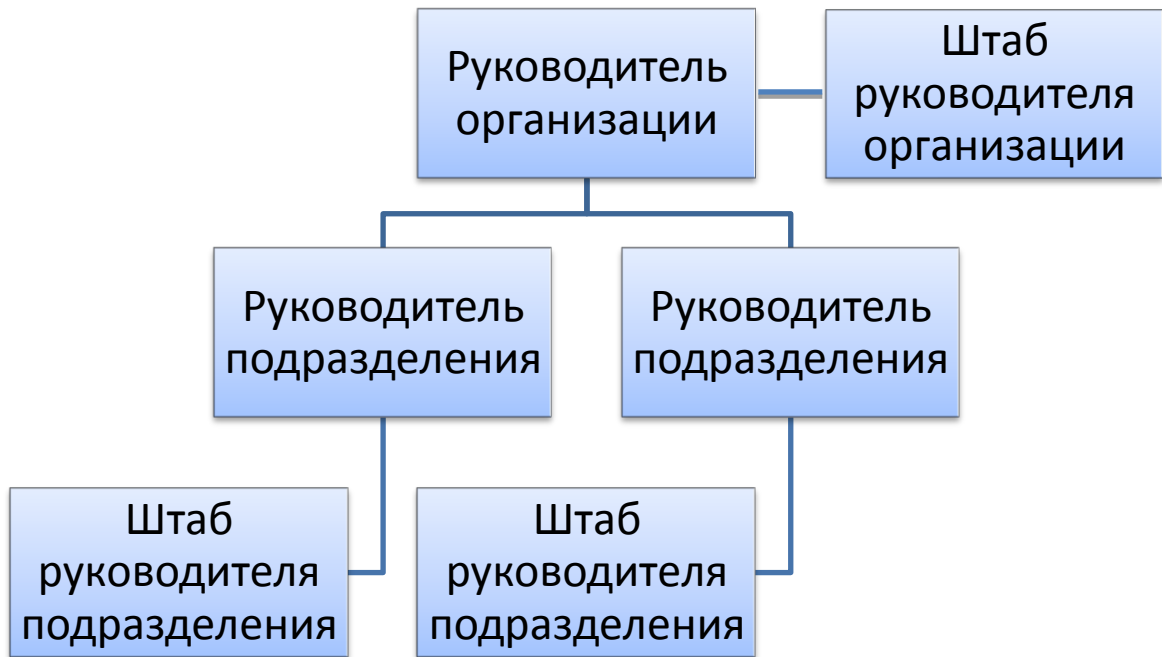 Руководитель
организации
Штаб
руководителя
организации
Руководитель
подразделения
Руководитель
подразделения
Штаб
руководителя
подразделения
Штаб
руководителя
подразделения